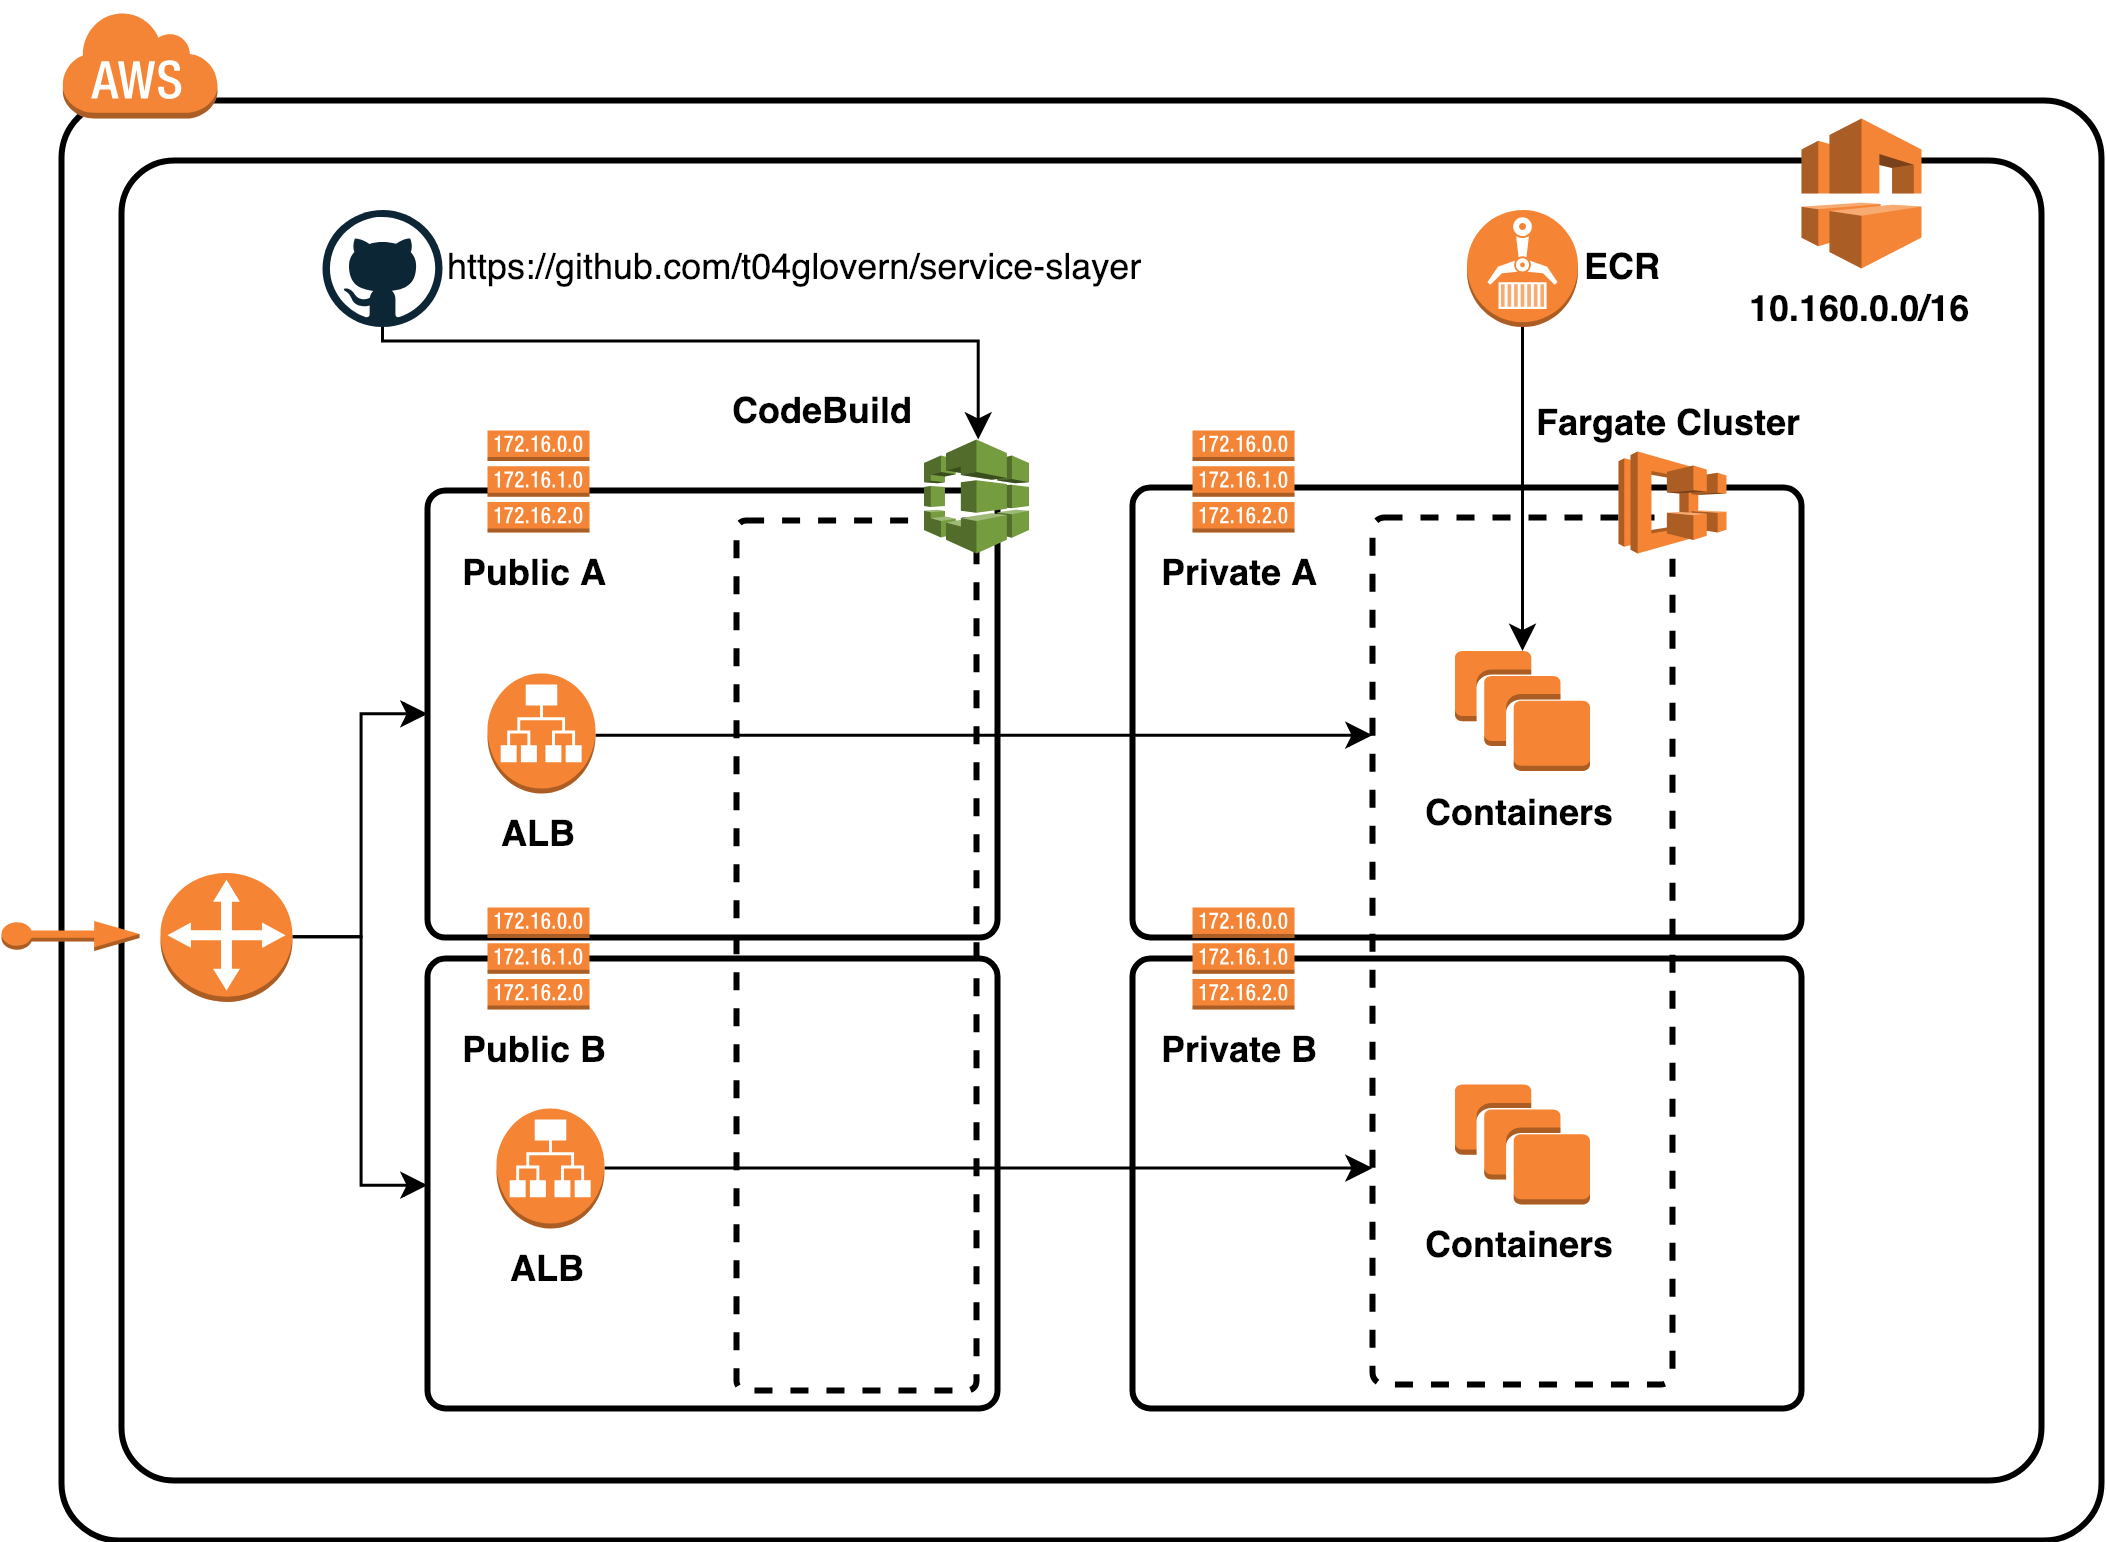 AWS
https://github.com/t04glovern/service-slayer
ECR
10.160.0.0/16
CodeBuild
Fargate Cluster
172.16.0.0
172.16.1.0
172.16.2.0
Public A
172.16.0.0
172.16.1.0
172.16.2.0
Private A
ALB
Containers
172.16.0.0
172.16.1.0
172.16.2.0
Public B
172.16.0.0
172.16.1.0
172.16.2.0
Private B
ALB
Containers